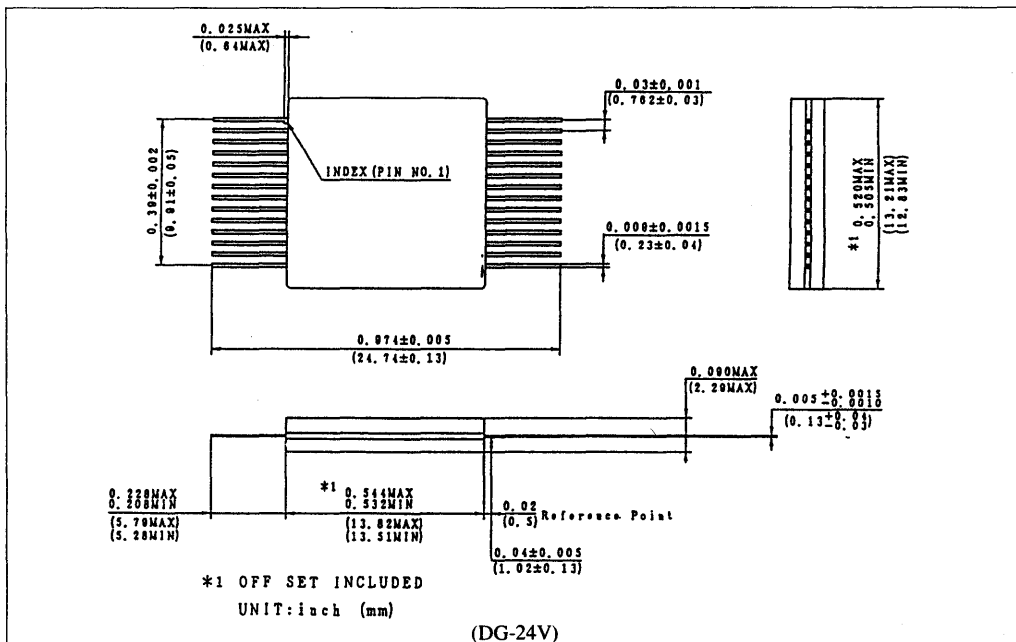 0.025MAX
(0.64MAX)
0.03±0.001
(0.762±0.03)
0.39±0.002
(9.91±0.05)
INDEX(PIN NO.1)
*1 0.520MAX
0.505MIN
(13.21MAX)
(12.83MIN)
0.009±0.0015
(0.23±0.04)
0.974±0.005
(24.74±0.13)
0.090MAX
(2.29MAX)
0.005 +0.0015
-0.0010
(0.13 +0.04
-0.03)
0.228MAX
0.208MIN
(5.79MAX)
(5.28MIN)
*1 0.544MAX
0.532MIN
(13.82MAX)
(13.51MIN)
0.02
(0.5) Reference Point
0.04±0.005
(1.02±0.13)
*1 OFF SET INCLUDED
UNIT:inch (mm)
(DG-24V)